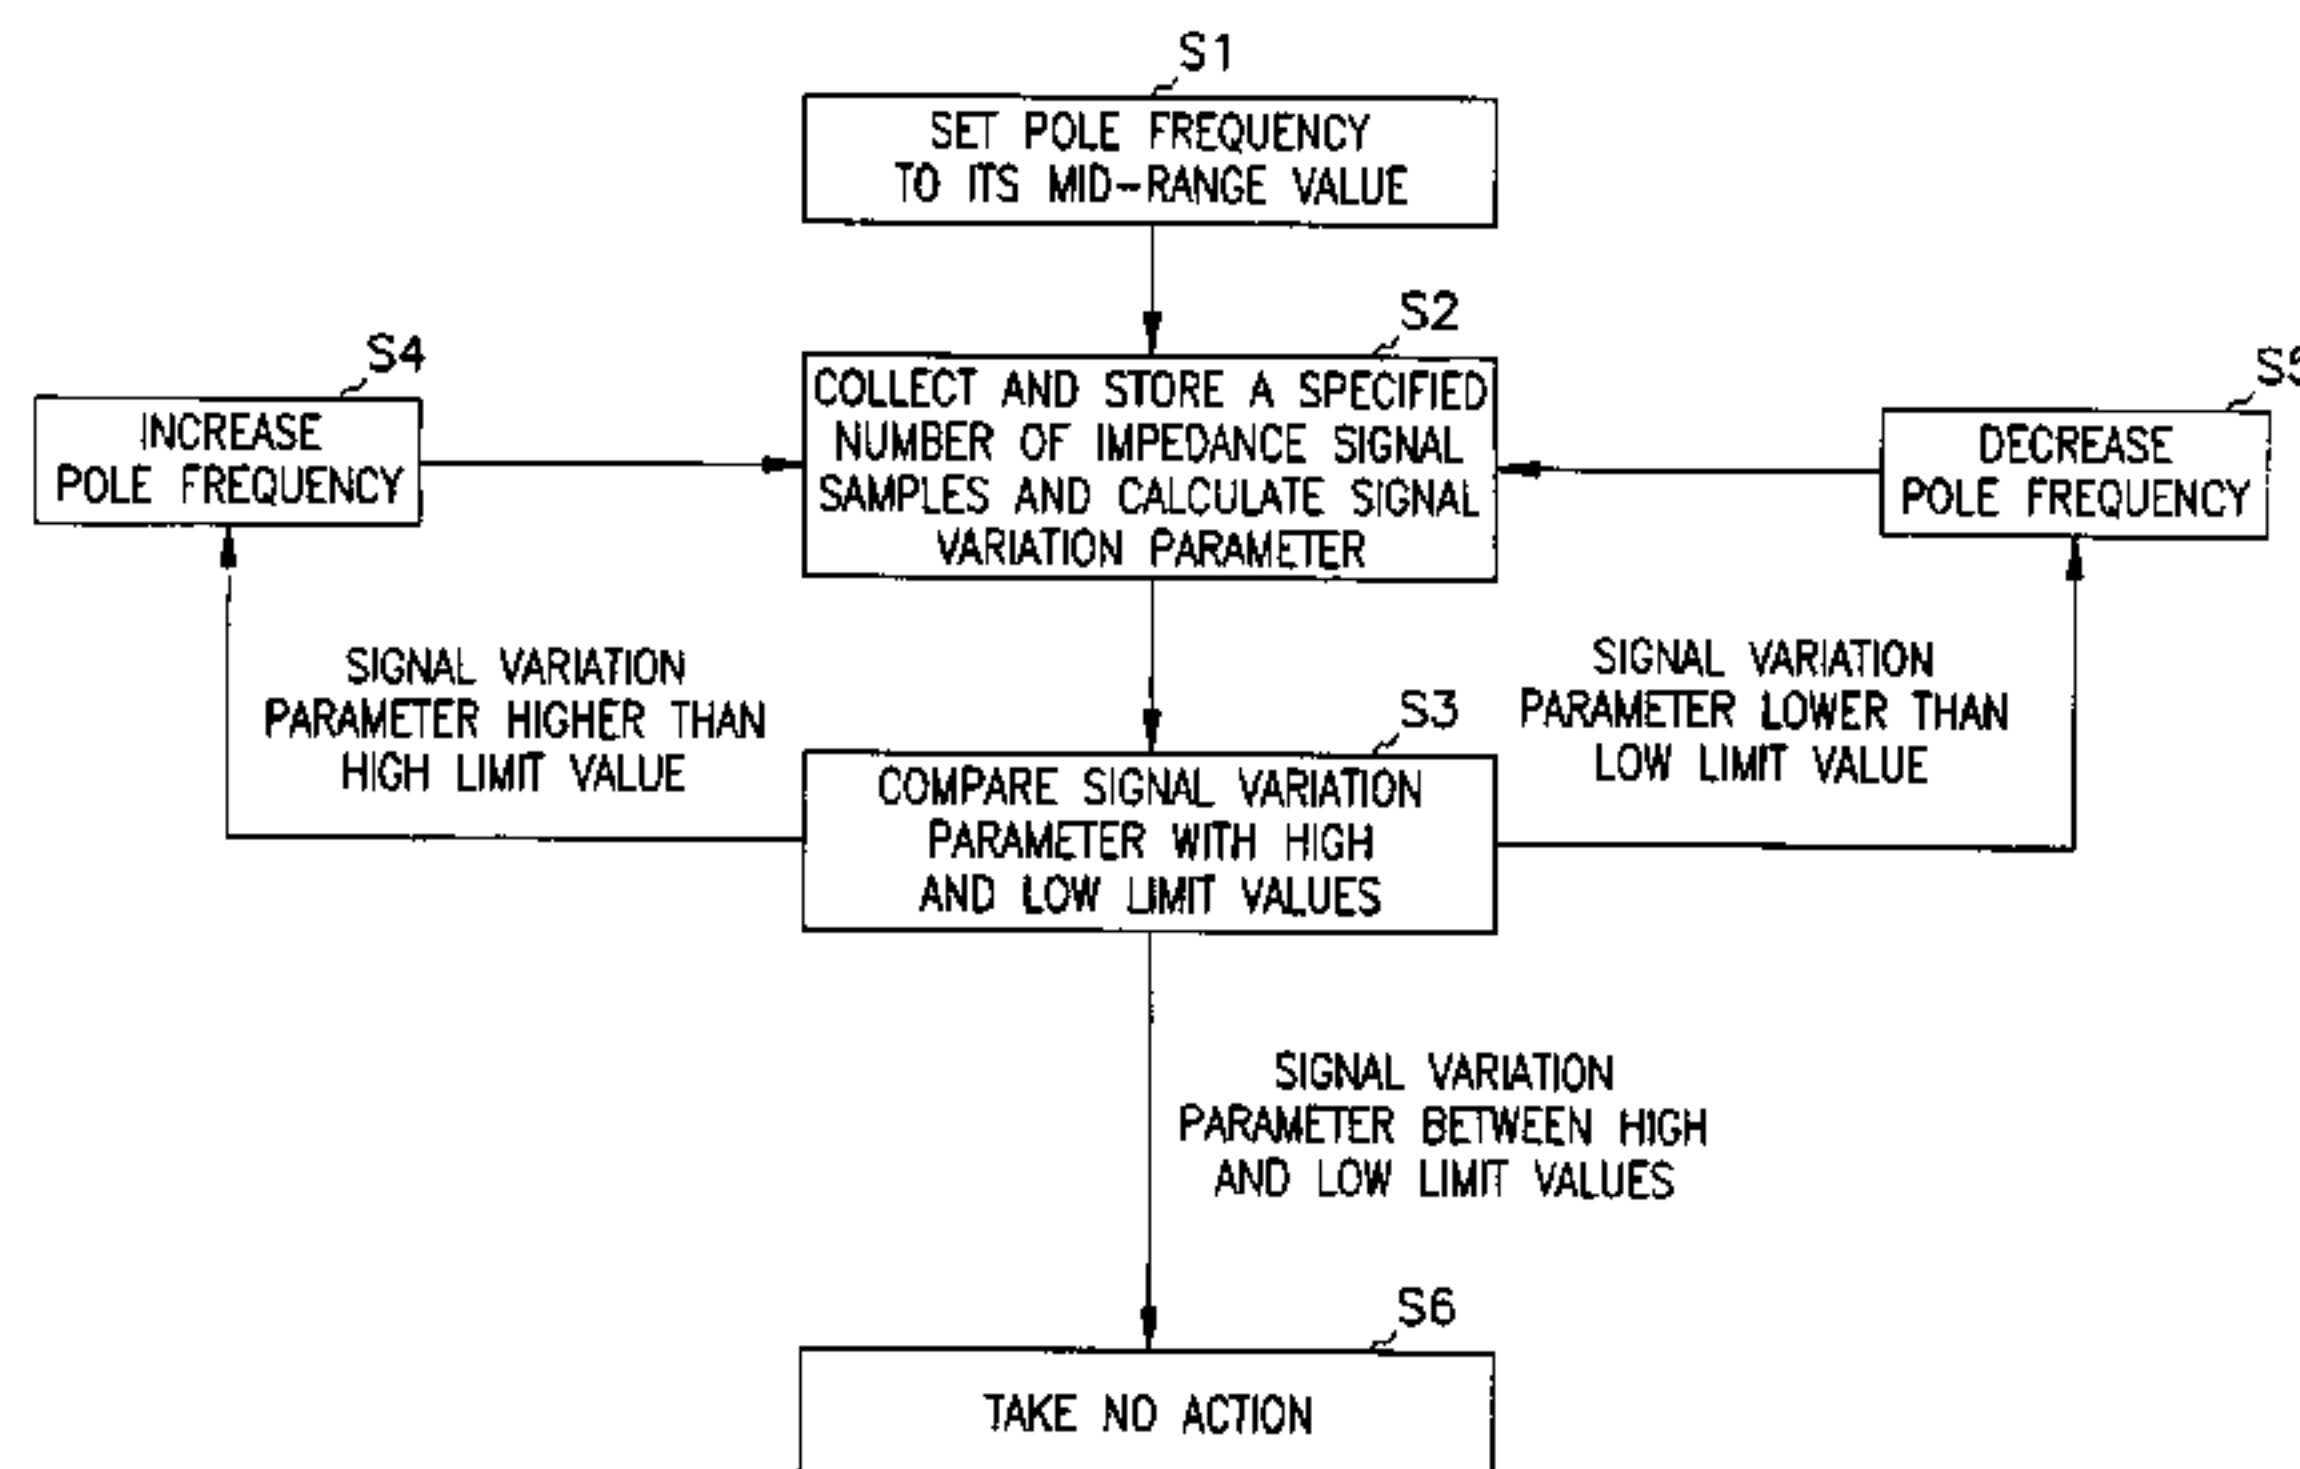 S1
SET POLE FREQUENCY
TO ITS MID-RANGE VALUE
S2
COLLECT AND STORE A SPECIFIED
NUMBER OF IMPEDANCE SIGNAL
SAMPLES AND CALCULATE SIGNAL
VARIATION PARAMETER
S4
INCREASE
POLE FREQUENCY
S5
DECREASE
POLE FREQUENCY
SIGNAL VARIATION
PARAMETER HIGHER THAN
HIGH LIMIT VALUE
SIGNAL VARIATION
PARAMETER LOWER THAN
LOW LIMIT VALUE
S3
COMPARE SIGNAL VARIATION
PARAMETER WITH HIGH
AND LOW LIMIT VALUES
SIGNAL VARIATION
PARAMETER BETWEEN HIGH
AND LOW LIMIT VALUES
S6
TAKE NO ACTION